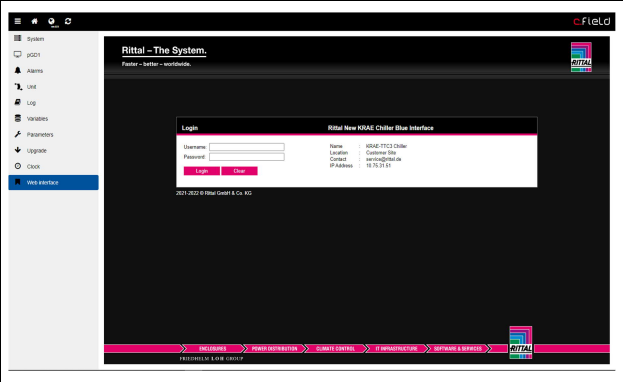 c.field
System
pGD1
Alarms
Unit
Log
Variables
Parameters
Upgrade
Clock
Web interface
Rittal – The System.
Faster – better – worldwide.
RITTAL
Login
Rittal New KRAE Chiller Blue Interface
Username:
Password:
Login Clear
Name : KRAE-TTC3 Chiller
Location : Customer Site
Contact : service@rittal.de
IP Address : 10.75.31.51
2021-2022 © Rittal GmbH & Co. KG
ENCLOSURES POWER DISTRIBUTION CLIMATE CONTROL IT INFRASTRUCTURE SOFTWARE & SERVICES
RITTAL
FRIEDHELM LOH GROUP